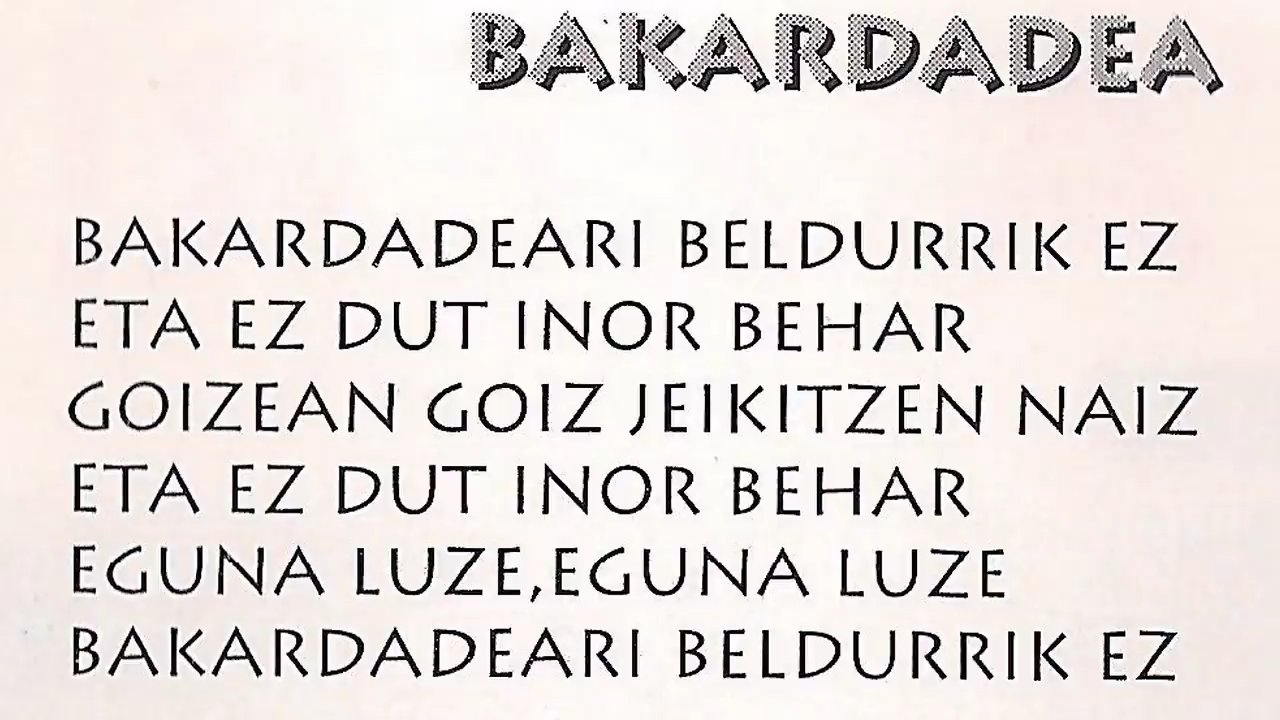 BAKARDADEA
BAKARDADEARI BELDURRIK EZ
ETA EZ DUT INOR BEHAR
GOIZEAN GOIZ JEIKITZEN NAIZ
ETA EZ DUT INOR BEHAR
EGUNA LUZE,EGUNA LUZE
BAKARDADEARI BELDURRIK EZ